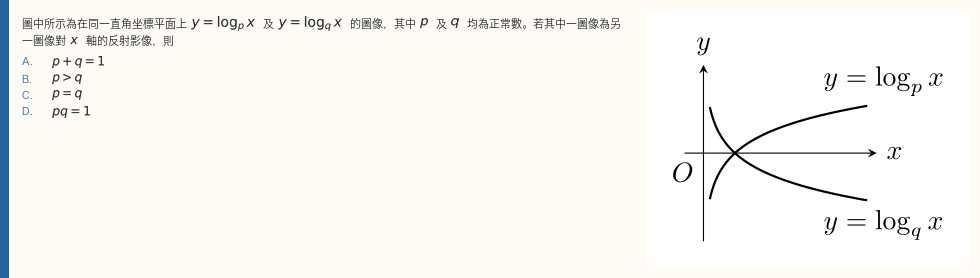 圖中所示為在同一直角坐標平面上 y = log_p x 及 y = log_q x 的圖像，其中 p 及 q 均為正常數。若其中一圖像為另
一圖像對 x 軸的反射影像，則
A. p + q = 1
B. p > q
C. p = q
D. pq = 1
y
y = log_p x
x
O
y = log_q x